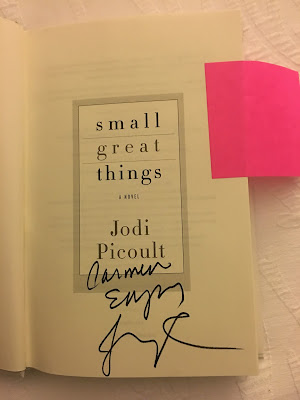 small
great
things
A NOVEL
Jodi
Picoult
Carmen
Enjoy